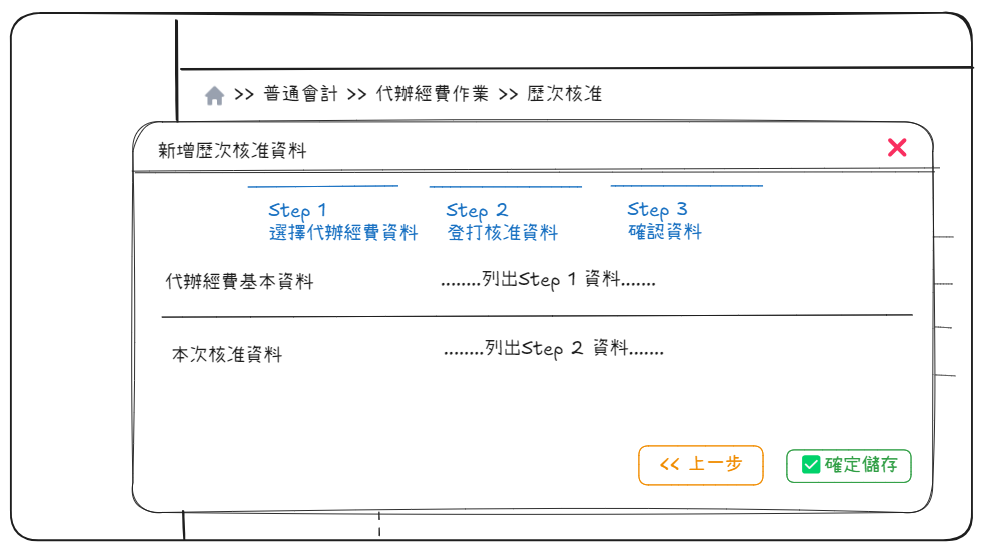 >> 普通會計 >> 代辦經費作業 >> 歷次核准
新增歷次核准資料
Step 1
選擇代辦經費資料
Step 2
登打核准資料
Step 3
確認資料
代辦經費基本資料
........列出Step 1 資料.......
本次核准資料
........列出Step 2 資料.......
<< 上一步
確定儲存